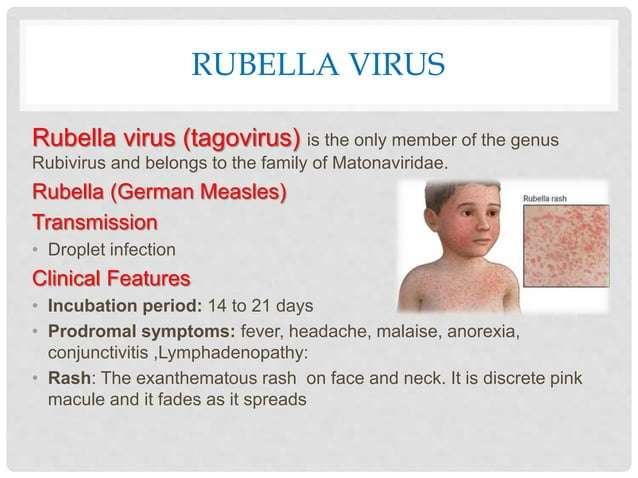 RUBELLA VIRUS
Rubella virus (tagovirus) is the only member of the genus
Rubivirus and belongs to the family of Matonaviridae.
Rubella (German Measles)
Transmission
• Droplet infection
Clinical Features
• Incubation period: 14 to 21 days
• Prodromal symptoms: fever, headache, malaise, anorexia,
conjunctivitis ,Lymphadenopathy:
• Rash: The exanthematous rash on face and neck. It is discrete pink
macule and it fades as it spreads
Rubella rash